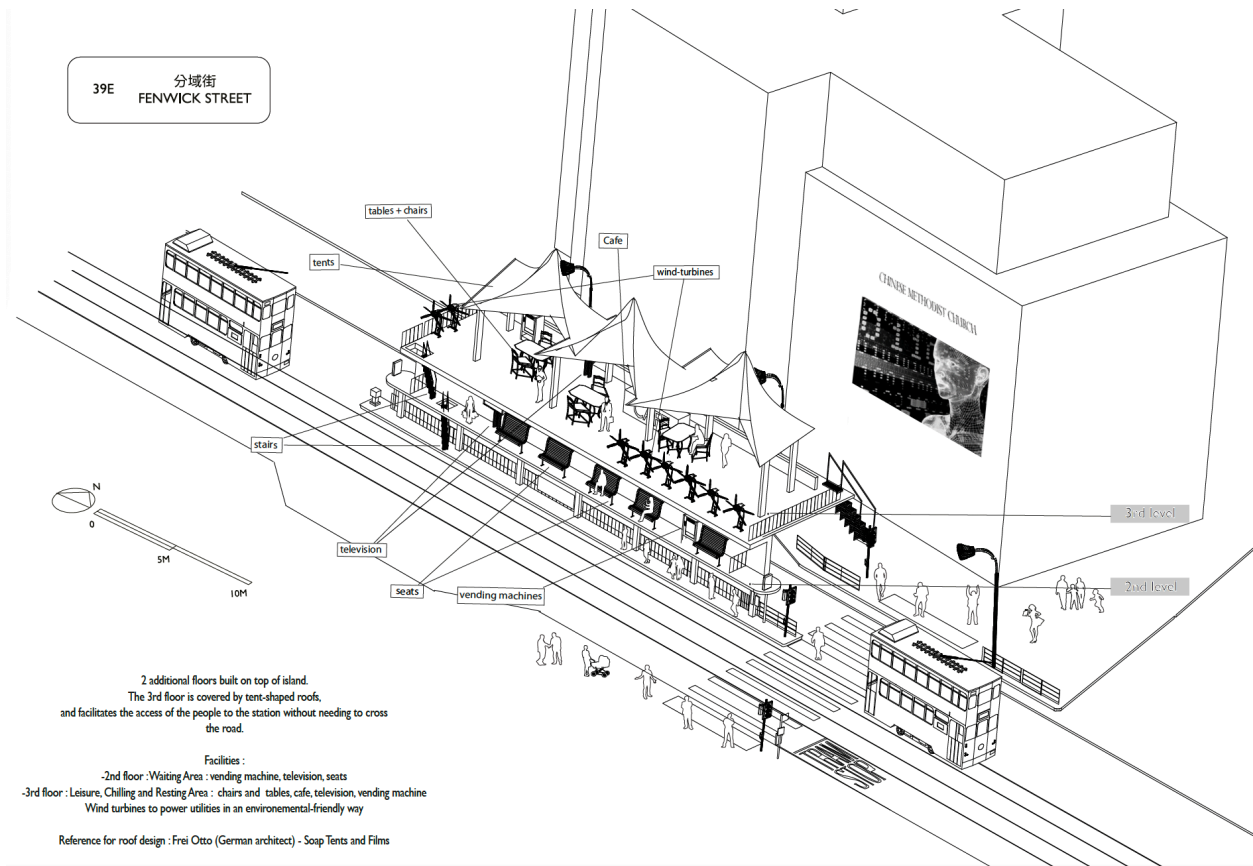 39E
分域街
FENWICK STREET
tables + chairs
Cafe
tents
wind-turbines
CHINESE METHODIST CHURCH
stairs
N
0
5M
10M
television
seats
vending machines
3rd level
2nd level
2 additional floors built on top of island.
The 3rd floor is covered by tent-shaped roofs,
and facilitates the access of the people to the station without needing to cross
the road.
Facilities :
-2nd floor : Waiting Area : vending machine, television, seats
-3rd floor : Leisure, Chilling and Resting Area : chairs and tables, cafe, television, vending machine
Wind turbines to power utilities in an environemental-friendly way
Reference for roof design : Frei Otto (German architect) - Soap Tents and Films